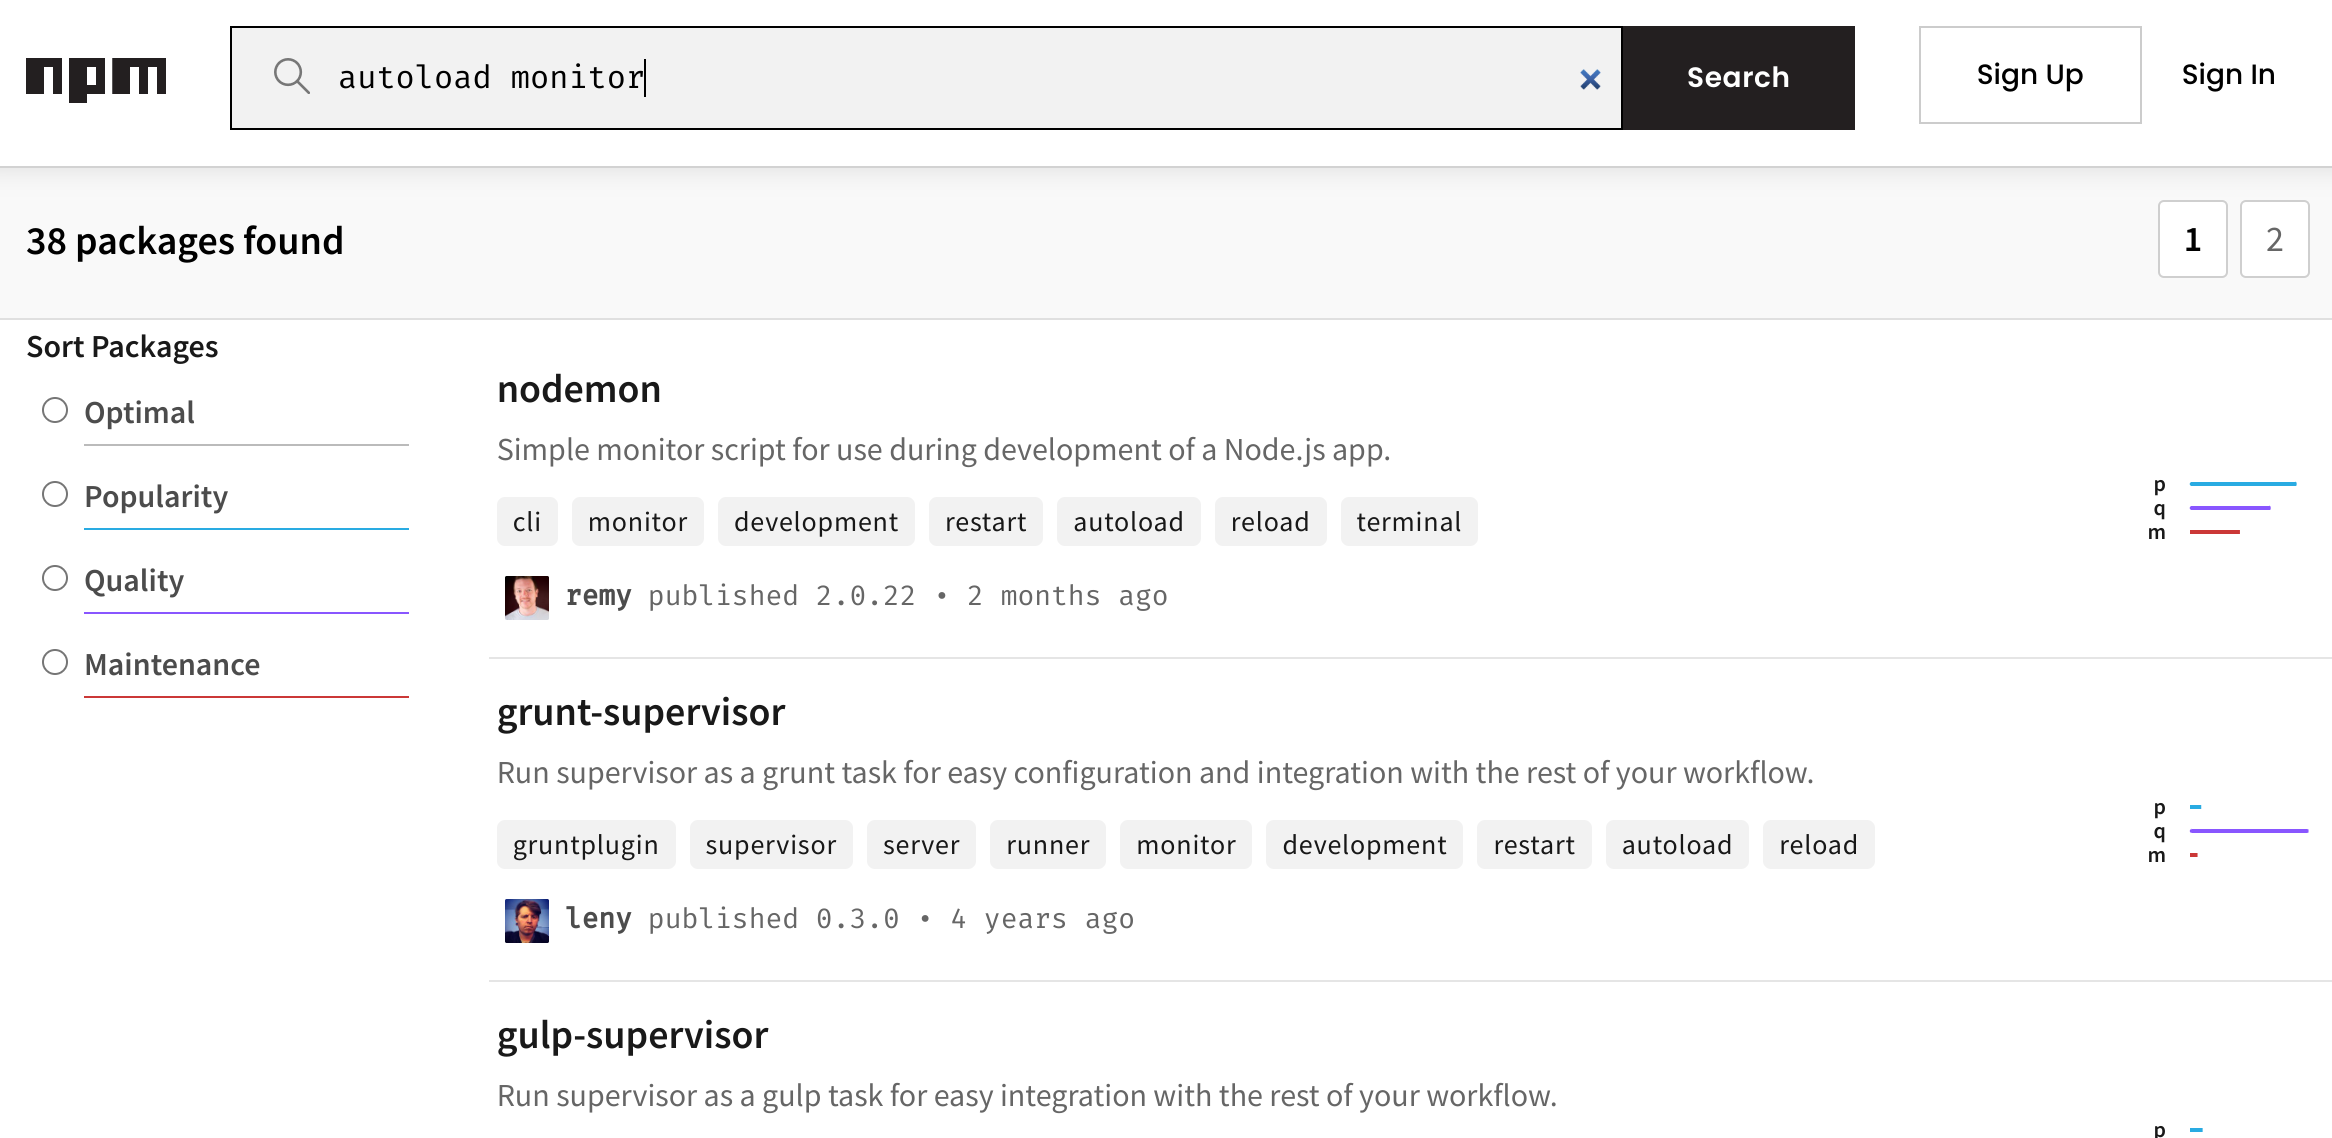 npm
autoload monitor
Search
Sign Up
Sign In
38 packages found
1
2
Sort Packages
Optimal
Popularity
Quality
Maintenance
nodemon
Simple monitor script for use during development of a Node.js app.
cli monitor development restart autoload reload terminal
remy published 2.0.22 • 2 months ago
p
q
m
grunt-supervisor
Run supervisor as a grunt task for easy configuration and integration with the rest of your workflow.
gruntplugin supervisor server runner monitor development restart autoload reload
leny published 0.3.0 • 4 years ago
p
q
m
gulp-supervisor
Run supervisor as a gulp task for easy integration with the rest of your workflow.
p